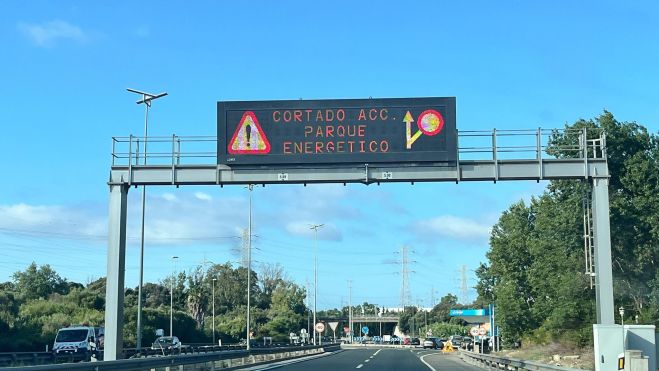 CORTADO ACC.
PARQUE
ENERGETICO